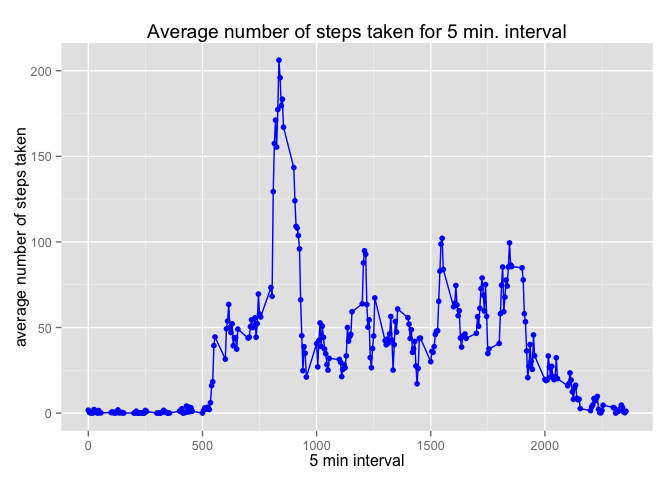 Average number of steps taken for 5 min. interval
average number of steps taken
200
150
100
50
0
0 500 1000 1500 2000
5 min interval